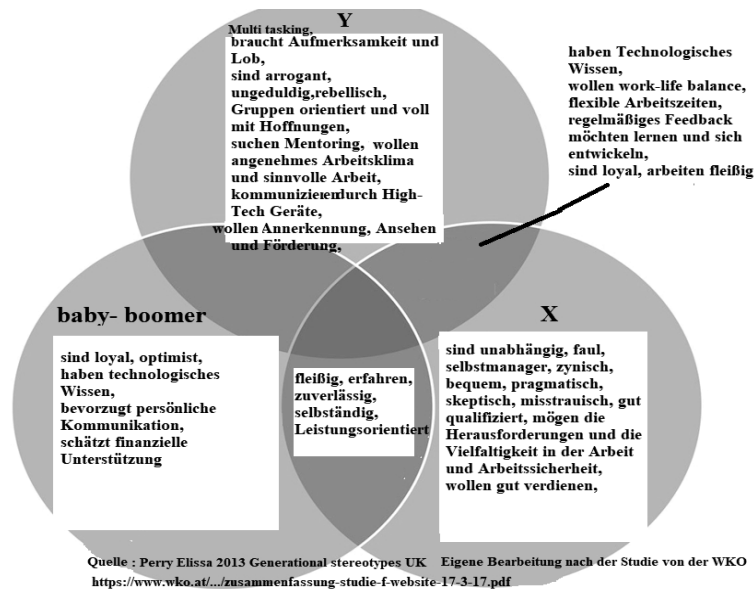 Y
Multi tasking,
braucht Aufmerksamkeit und
Lob,
sind arrogant,
ungeduldig,rebellisch,
Gruppen orientiert und voll
mit Hoffnungen,
suchen Mentoring, wollen
angenehmes Arbeitsklima
und sinnvolle Arbeit,
kommunizieren durch High-
Tech Geräte,
wollen Annerkennung, Ansehen
und Förderung,
haben Technologisches
Wissen,
wollen work-life balance,
flexible Arbeitszeiten,
regelmäßiges Feedback
möchten lernen und sich
entwickeln,
sind loyal, arbeiten fleißig
baby- boomer
sind loyal, optimist,
haben technologisches
Wissen,
bevorzugt persönliche
Kommunikation,
schätzt finanzielle
Unterstützung
fleißig, erfahren,
zuverlässig,
selbständig,
Leistungsorientiert
X
sind unabhängig, faul,
selbstmanager, zynisch,
bequem, pragmatisch,
skeptisch, misstrauisch, gut
qualifiziert, mögen die
Herausforderungen und die
Vielfaltigkeit in der Arbeit
und Arbeitssicherheit,
wollen gut verdienen,
Quelle : Perry Elissa 2013 Generational stereotypes UK Eigene Bearbeitung nach der Studie von der WKO
https://www.wko.at/.../zusammenfassung-studie-f-website-17-3-17.pdf